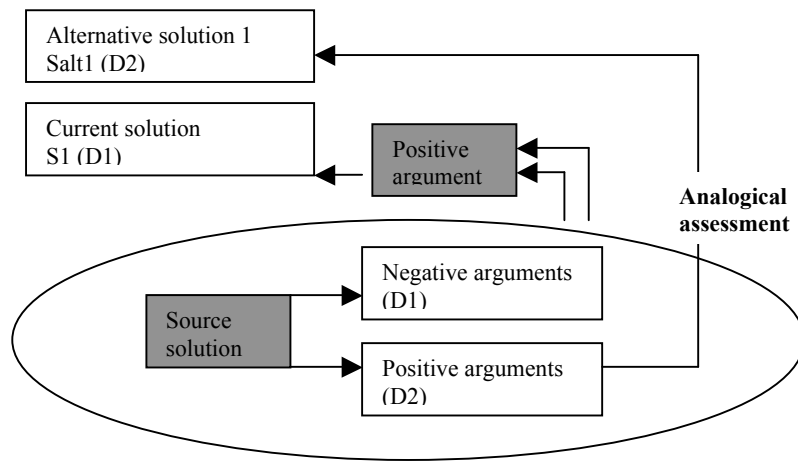 Alternative solution 1
Salt1 (D2)
Current solution
S1 (D1)
Positive
argument
Analogical
assessment
Negative arguments
(D1)
Source
solution
Positive arguments
(D2)